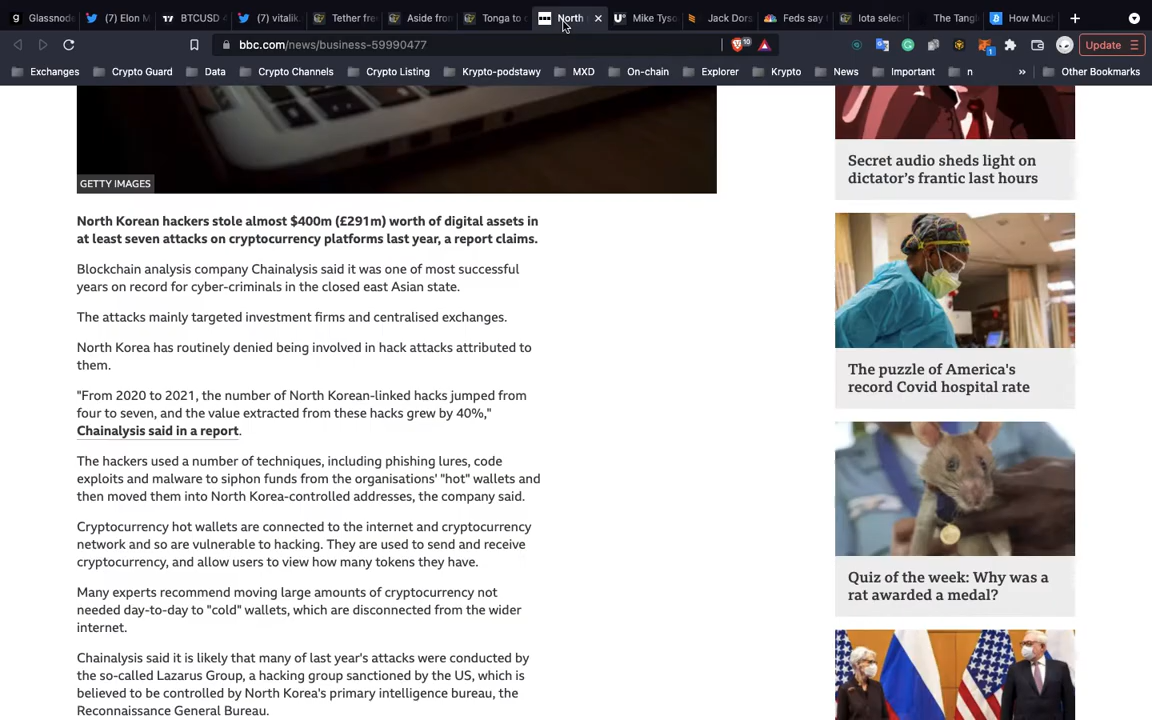 Glassnode
(7) Elon M
BTCUSD 4
(7) vitalik.
Tether fre
Aside from
Tonga to
North
Mike Tyso
Jack Dors
Feds say
Iota selec
The Tangl
How Much
bbc.com/news/business-59990477
10
1
Update
Exchanges
Crypto Guard
Data
Crypto Channels
Crypto Listing
Krypto-podstawy
MXD
On-chain
Explorer
Krypto
News
Important
n
»
Other Bookmarks
GETTY IMAGES
North Korean hackers stole almost $400m (£291m) worth of digital assets in
at least seven attacks on cryptocurrency platforms last year, a report claims.
Blockchain analysis company Chainalysis said it was one of most successful
years on record for cyber-criminals in the closed east Asian state.
The attacks mainly targeted investment firms and centralised exchanges.
North Korea has routinely denied being involved in hack attacks attributed to
them.
"From 2020 to 2021, the number of North Korean-linked hacks jumped from
four to seven, and the value extracted from these hacks grew by 40%,"
Chainalysis said in a report.
The hackers used a number of techniques, including phishing lures, code
exploits and malware to siphon funds from the organisations' "hot" wallets and
then moved them into North Korea-controlled addresses, the company said.
Cryptocurrency hot wallets are connected to the internet and cryptocurrency
network and so are vulnerable to hacking. They are used to send and receive
cryptocurrency, and allow users to view how many tokens they have.
Many experts recommend moving large amounts of cryptocurrency not
needed day-to-day to "cold" wallets, which are disconnected from the wider
internet.
Chainalysis said it is likely that many of last year's attacks were conducted by
the so-called Lazarus Group, a hacking group sanctioned by the US, which is
believed to be controlled by North Korea's primary intelligence bureau, the
Reconnaissance General Bureau.
Secret audio sheds light on
dictator's frantic last hours
The puzzle of America's
record Covid hospital rate
Quiz of the week: Why was a
rat awarded a medal?